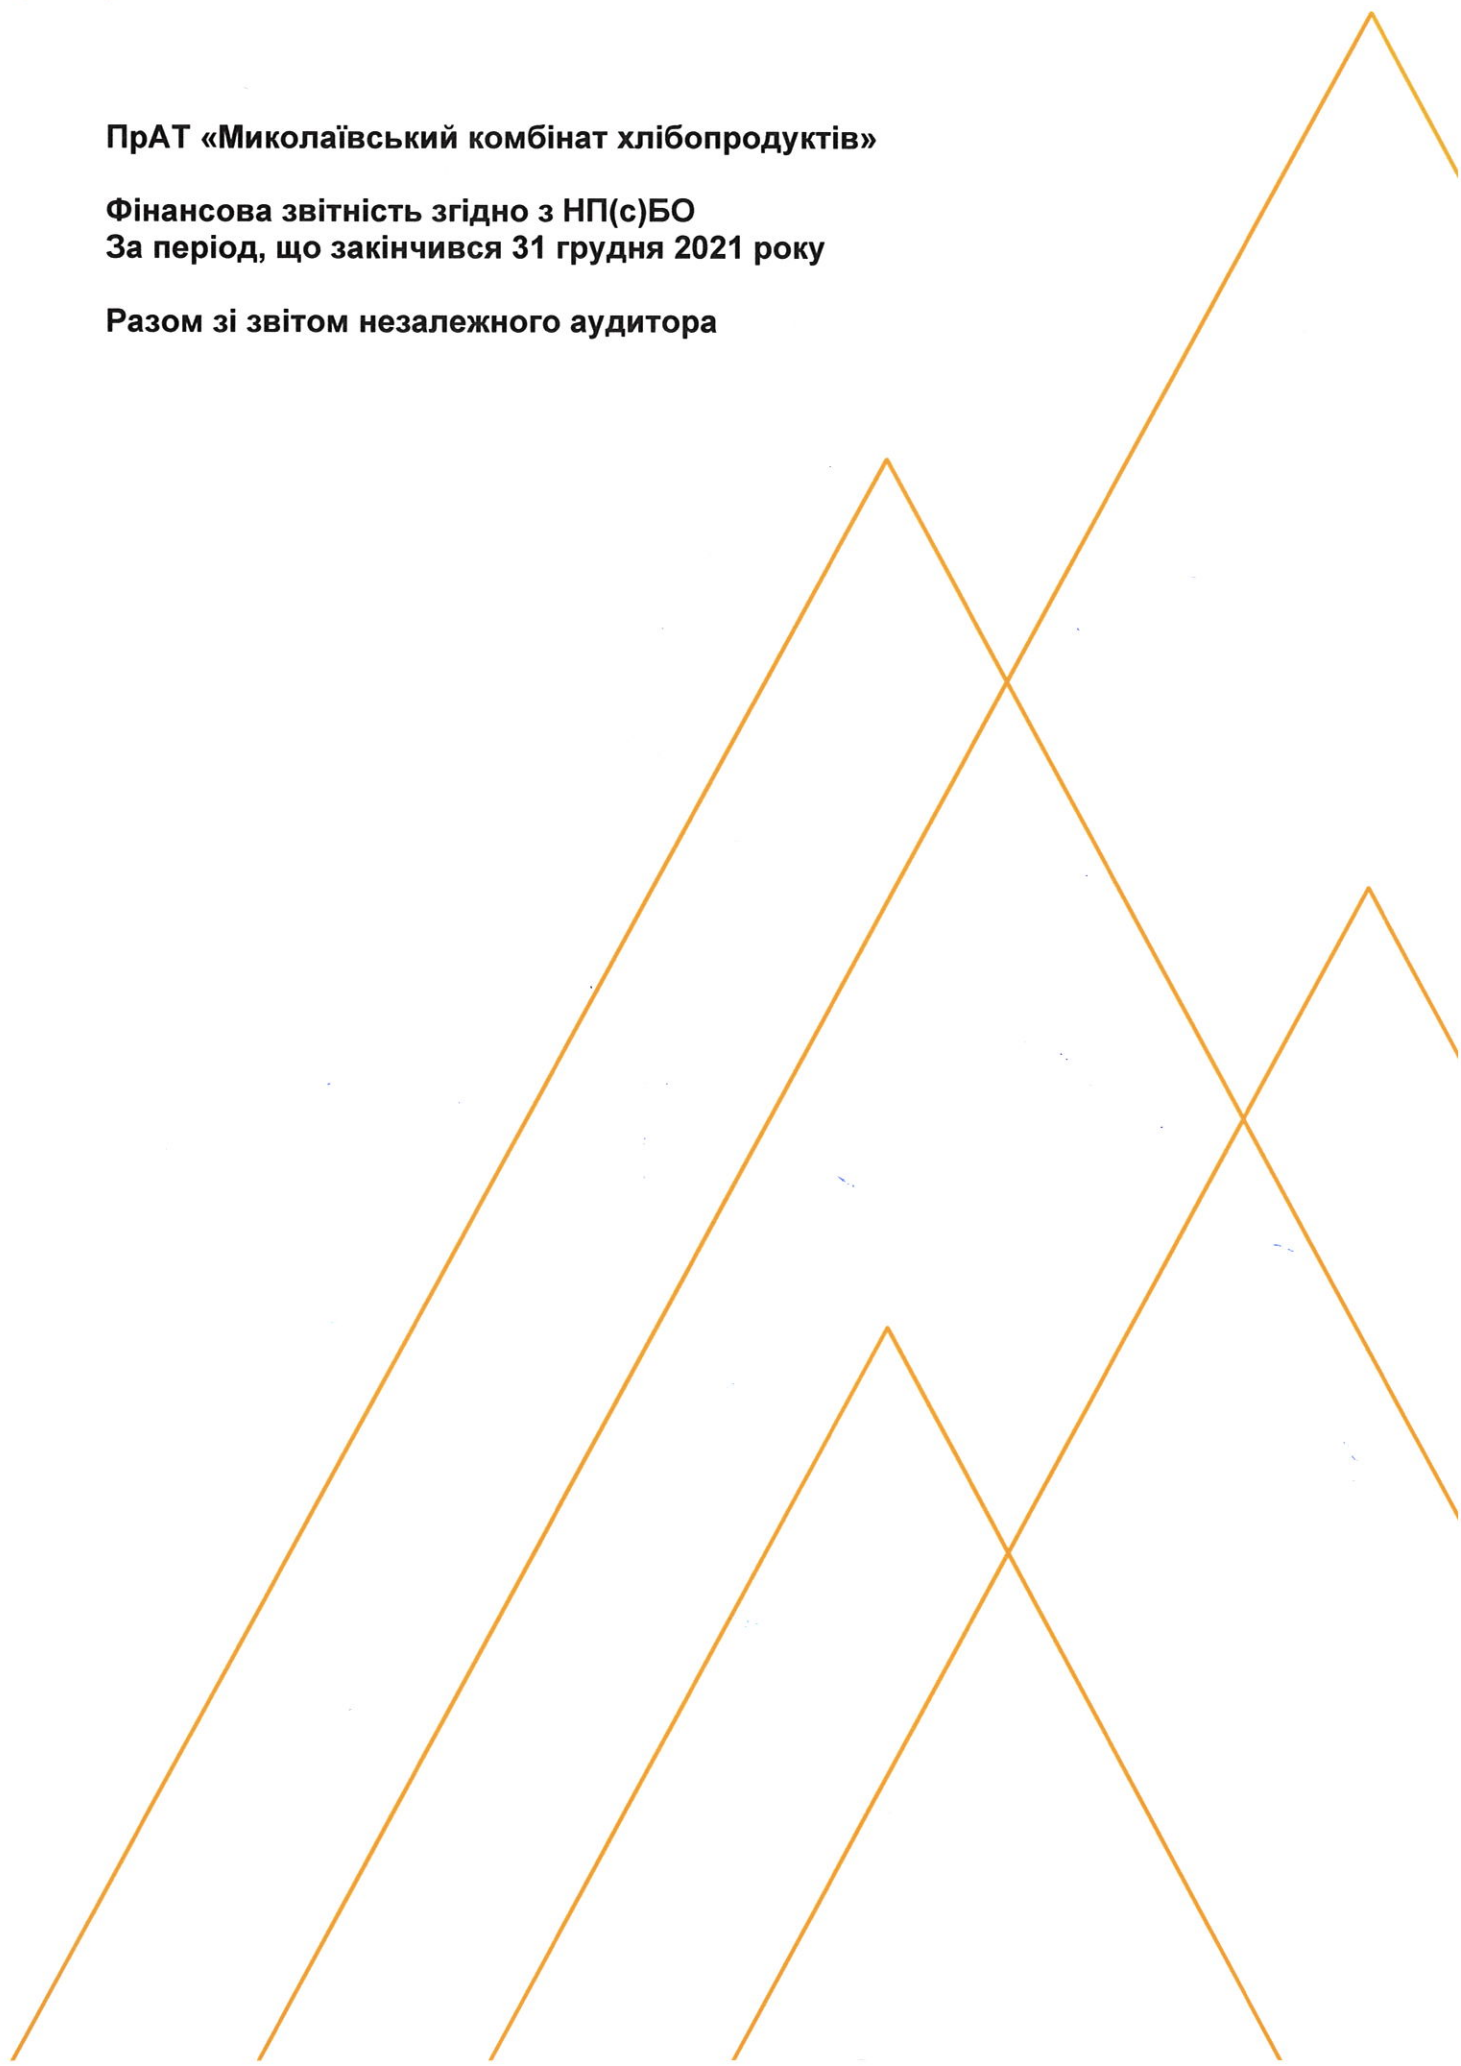 ПрАТ «Миколаївський комбінат хлібопродуктів»
Фінансова звітність згідно з НП(с)БО
За період, що закінчився 31 грудня 2021 року
Разом зі звітом незалежного аудитора